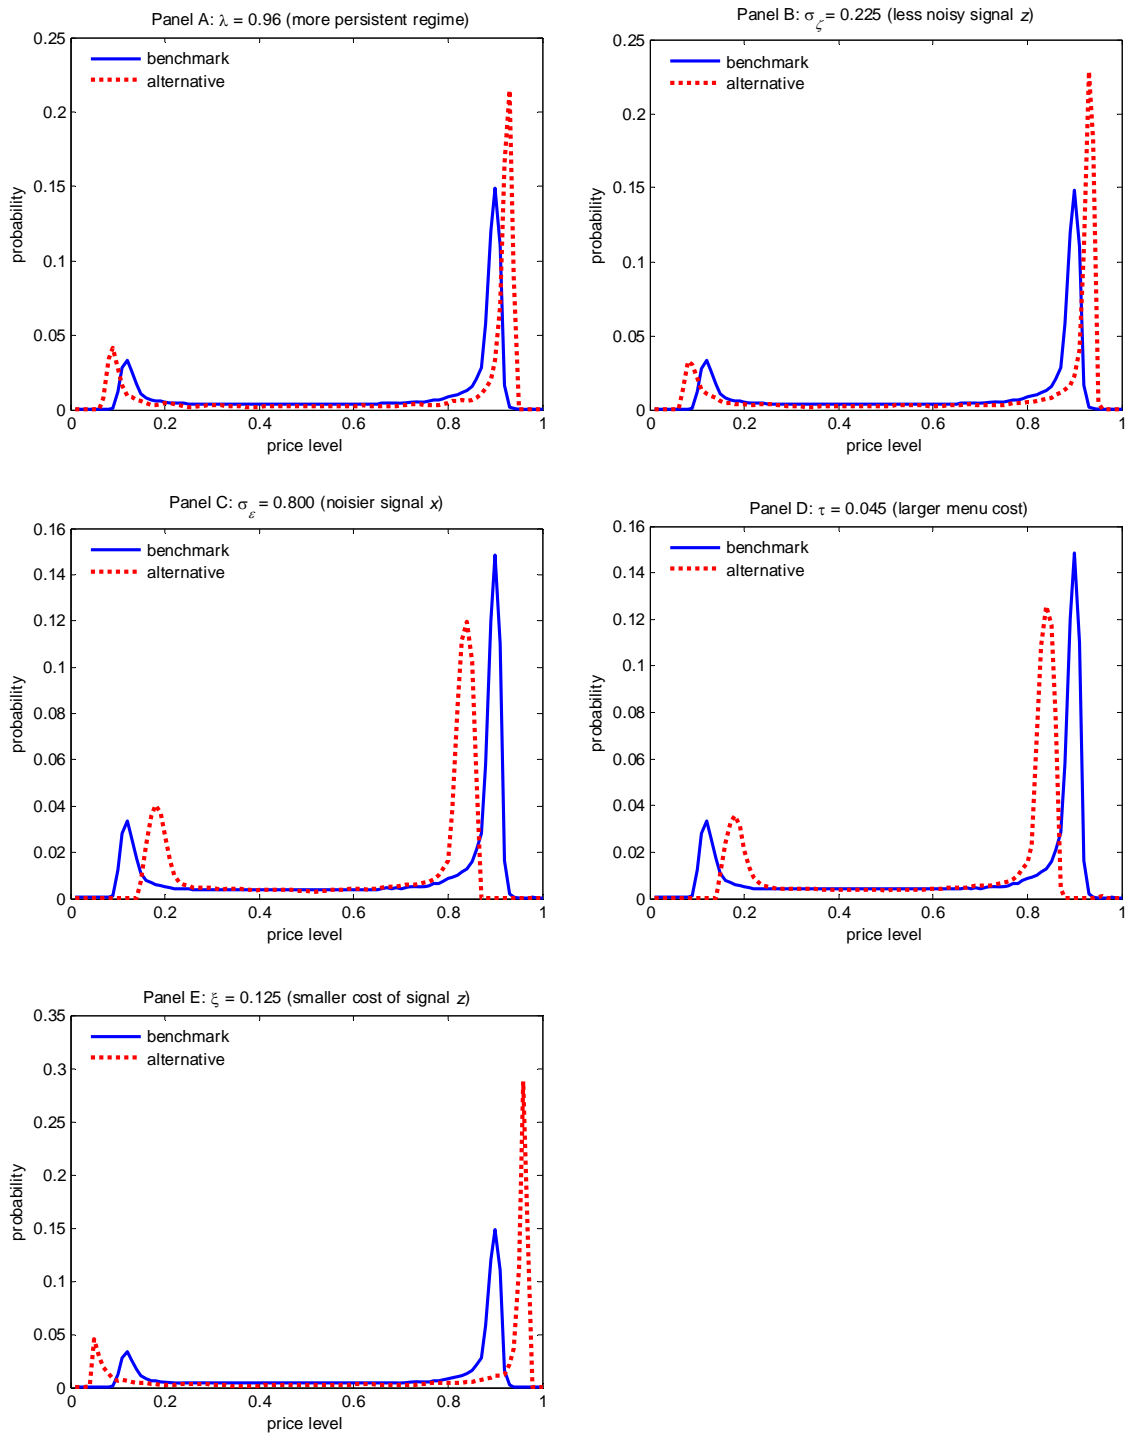 Panel A: λ = 0.96 (more persistent regime)
0.25
0.2
0.15
0.1
0.05
0
probability
benchmark
alternative
0
0.2
0.4
0.6
0.8
1
price level
Panel B: σζ = 0.225 (less noisy signal z)
0.25
0.2
0.15
0.1
0.05
0
probability
benchmark
alternative
0
0.2
0.4
0.6
0.8
1
price level
Panel C: σε = 0.800 (noisier signal x)
0.16
0.14
0.12
0.1
0.08
0.06
0.04
0.02
0
probability
benchmark
alternative
0
0.2
0.4
0.6
0.8
1
price level
Panel D: τ = 0.045 (larger menu cost)
0.16
0.14
0.12
0.1
0.08
0.06
0.04
0.02
0
probability
benchmark
alternative
0
0.2
0.4
0.6
0.8
1
price level
Panel E: ξ = 0.125 (smaller cost of signal z)
0.35
0.3
0.25
0.2
0.15
0.1
0.05
0
probability
benchmark
alternative
0
0.2
0.4
0.6
0.8
1
price level